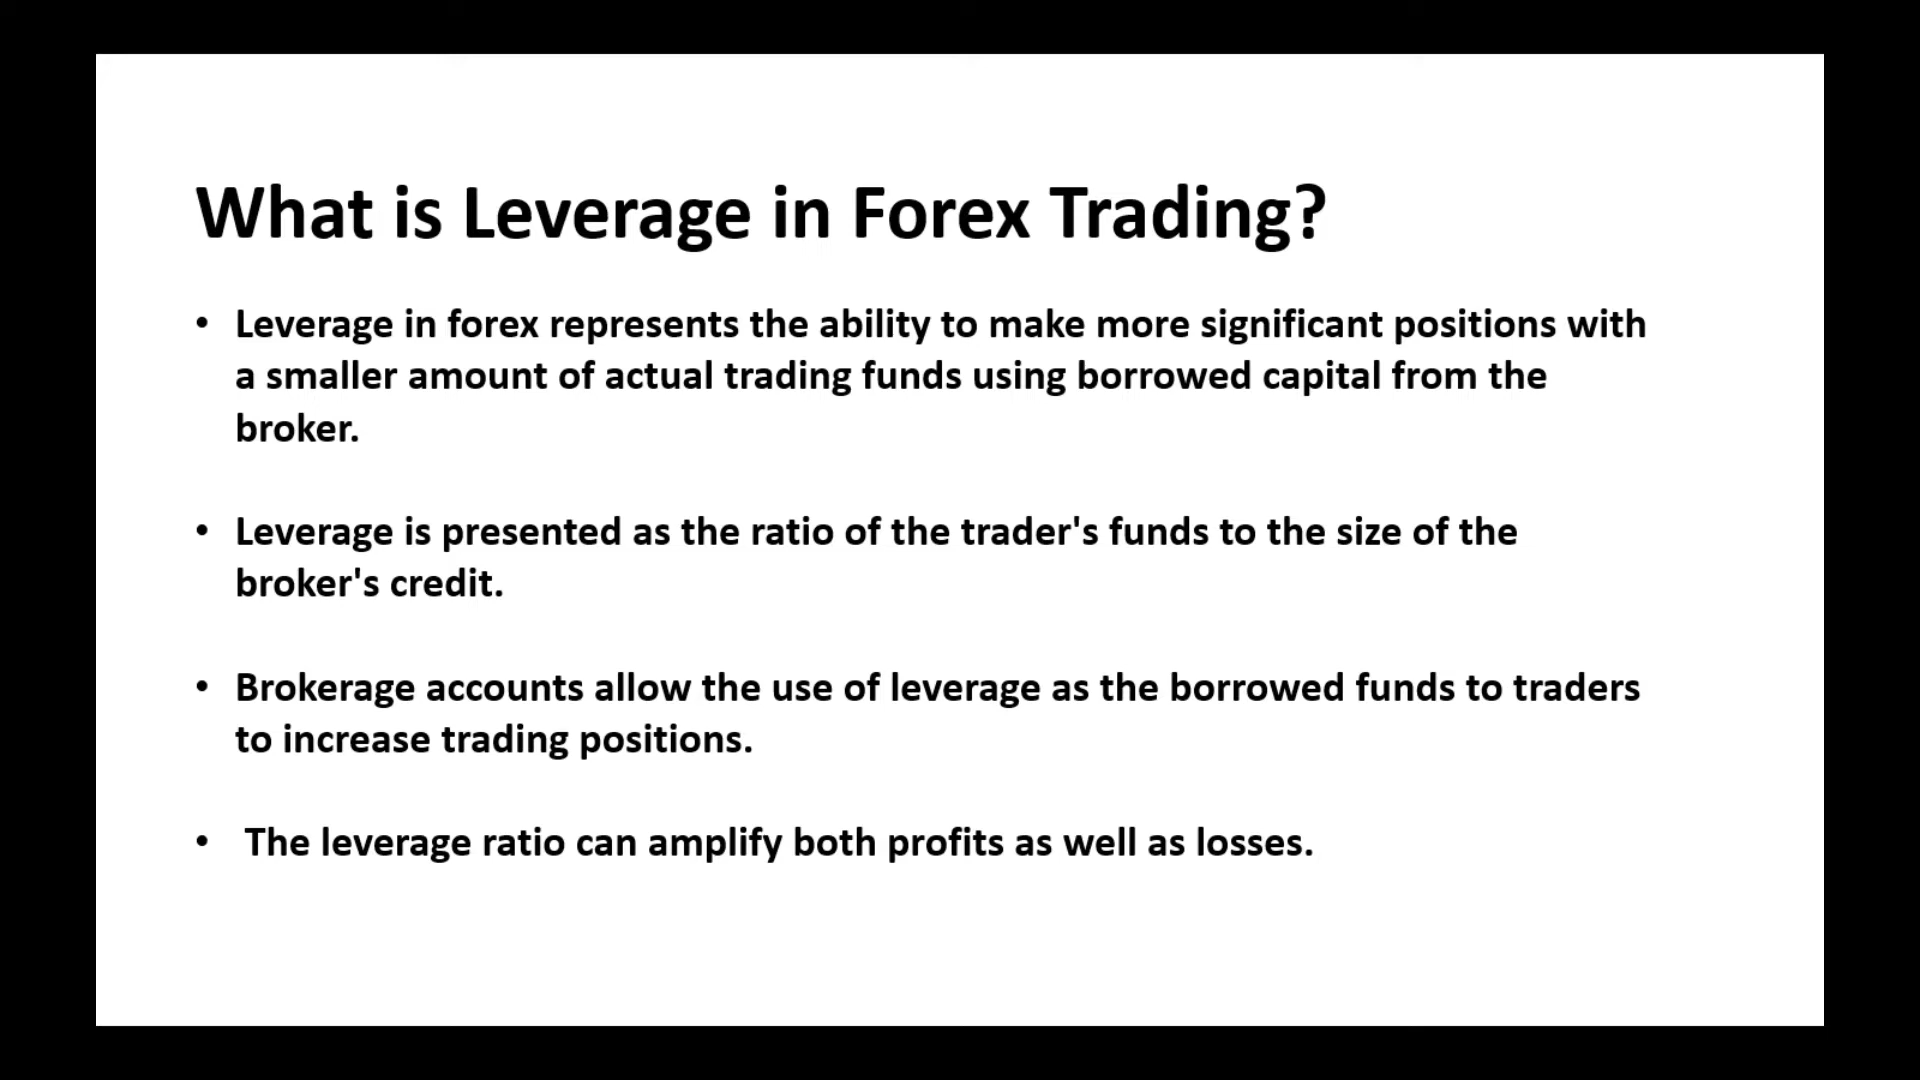 What is Leverage in Forex Trading?
• Leverage in forex represents the ability to make more significant positions with
a smaller amount of actual trading funds using borrowed capital from the
broker.
• Leverage is presented as the ratio of the trader's funds to the size of the
broker's credit.
• Brokerage accounts allow the use of leverage as the borrowed funds to traders
to increase trading positions.
• The leverage ratio can amplify both profits as well as losses.